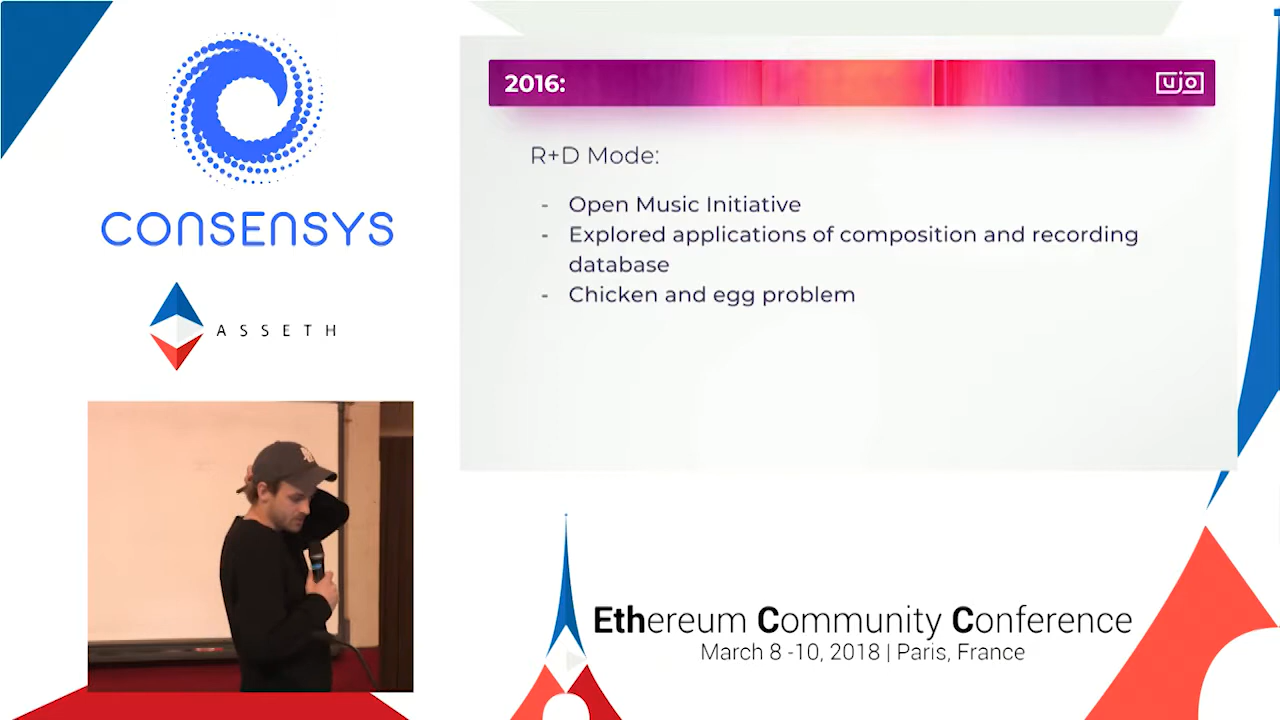 CONSENSYS
ASSETH
2016:
ujo
R+D Mode:
- Open Music Initiative
- Explored applications of composition and recording
database
- Chicken and egg problem
Ethereum Community Conference
March 8 -10, 2018 | Paris, France